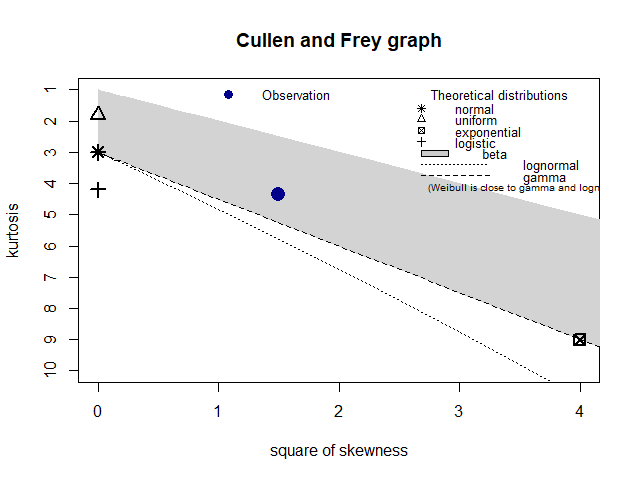 Cullen and Frey graph
Observation
Theoretical distributions
normal
uniform
exponential
logistic
beta
lognormal
gamma
(Weibull is close to gamma and logn
kurtosis
1
2
3
4
5
6
7
8
9
10
0
1
2
3
4
square of skewness